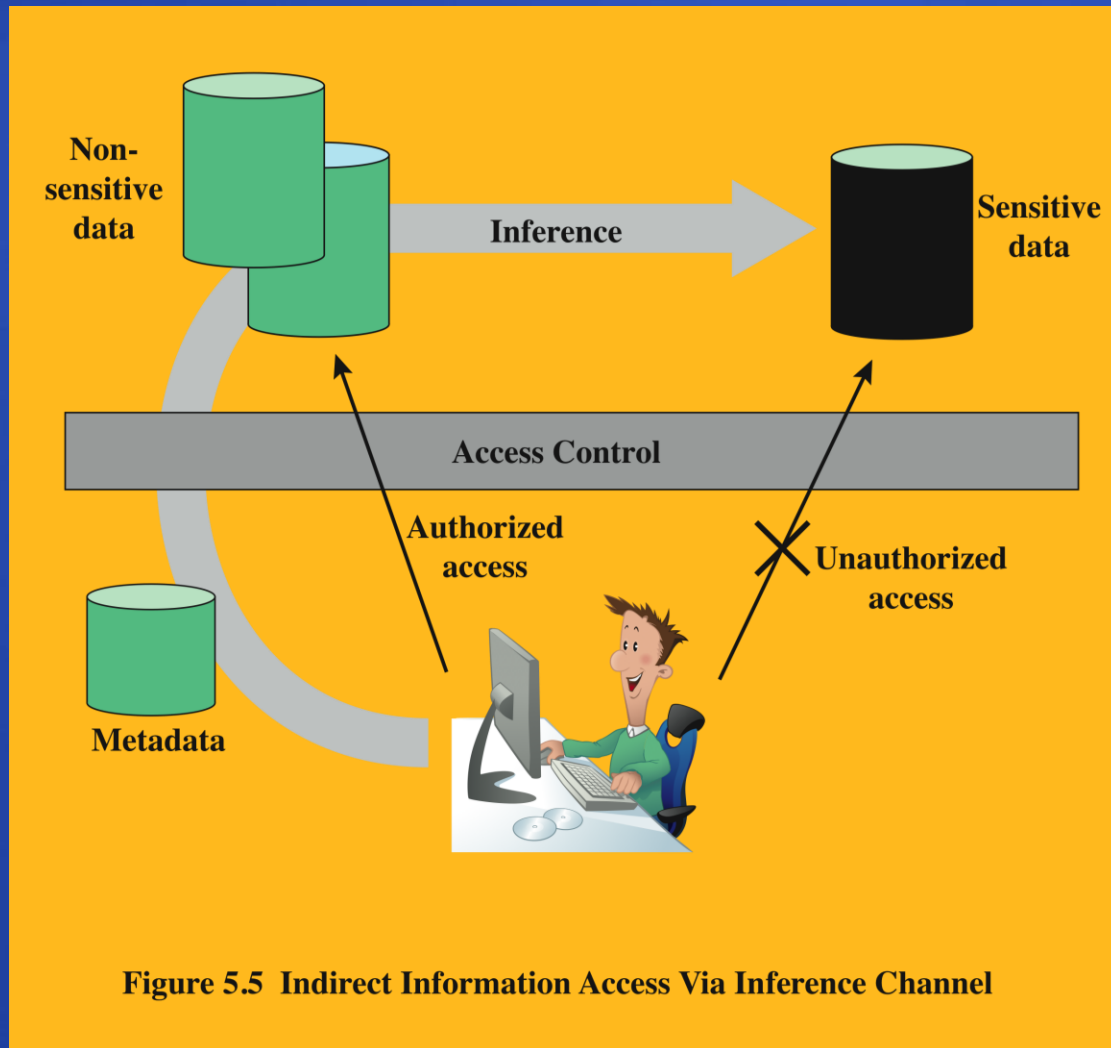 Non-
sensitive
data
Inference
Sensitive
data
Access Control
Authorized
access
Unauthorized
access
Metadata
Figure 5.5 Indirect Information Access Via Inference Channel